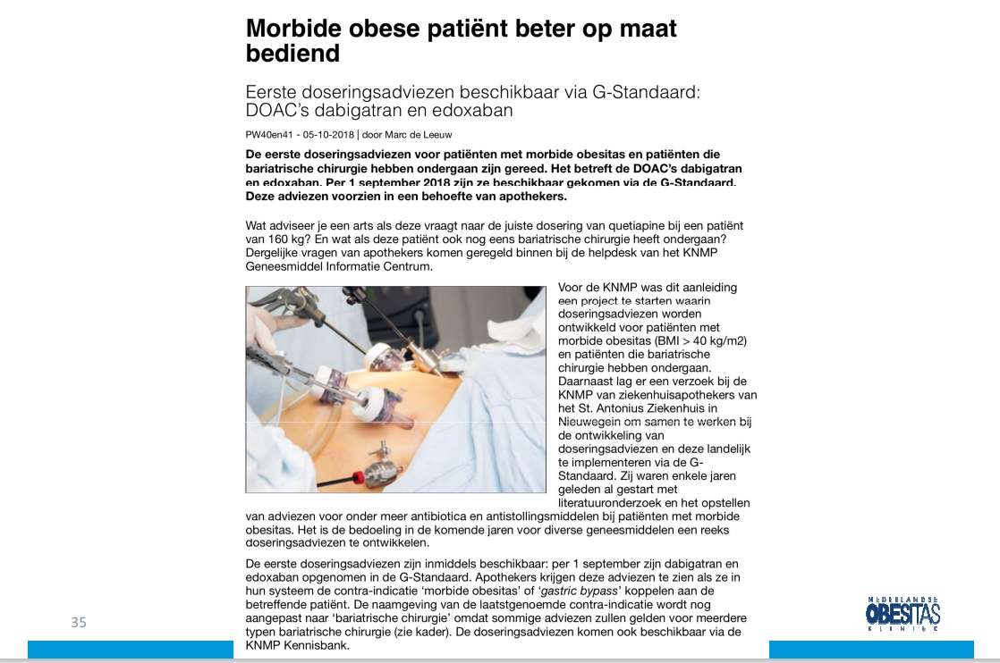 Morbide obese patiënt beter op maat
bediend
Eerste doseringsadviezen beschikbaar via G-Standaard:
DOAC's dabigatran en edoxaban
PW40en41 - 05-10-2018 | door Marc de Leeuw
De eerste doseringsadviezen voor patiënten met morbide obesitas en patiënten die
bariatrische chirurgie hebben ondergaan zijn gereed. Het betreft de DOAC's dabigatran
en edoxaban. Per 1 september 2018 zijn ze beschikbaar gekomen via de G-Standaard.
Deze adviezen voorzien in een behoefte van apothekers.
Wat adviseer je een arts als deze vraagt naar de juiste dosering van quetiapine bij een patiënt
van 160 kg? En wat als deze patiënt ook nog eens bariatrische chirurgie heeft ondergaan?
Dergelijke vragen van apothekers komen geregeld binnen bij de helpdesk van het KNMP
Geneesmiddel Informatie Centrum.
Voor de KNMP was dit aanleiding
een project te starten waarin
doseringsadviezen worden
ontwikkeld voor patiënten met
morbide obesitas (BMI > 40 kg/m2)
en patiënten die bariatrische
chirurgie hebben ondergaan.
Daarnaast lag er een verzoek bij de
KNMP van ziekenhuisapothekers van
het St. Antonius Ziekenhuis in
Nieuwegein om samen te werken bij
de ontwikkeling van
doseringsadviezen en deze landelijk
te implementeren via de G-
Standaard. Zij waren enkele jaren
geleden al gestart met
literatuuronderzoek en het opstellen
van adviezen voor onder meer antibiotica en antistollingsmiddelen bij patiënten met morbide
obesitas. Het is de bedoeling in de komende jaren voor diverse geneesmiddelen een reeks
doseringsadviezen te ontwikkelen.
De eerste doseringsadviezen zijn inmiddels beschikbaar: per 1 september zijn dabigatran en
edoxaban opgenomen in de G-Standaard. Apothekers krijgen deze adviezen te zien als ze in
hun systeem de contra-indicatie 'morbide obesitas' of 'gastric bypass' koppelen aan de
betreffende patiënt. De naamgeving van de laatstgenoemde contra-indicatie wordt nog
aangepast naar 'bariatrische chirurgie' omdat sommige adviezen zullen gelden voor meerdere
typen bariatrische chirurgie (zie kader). De doseringsadviezen komen ook beschikbaar via de
KNMP Kennisbank.
35
NEDERLANDSE
OBESITAS
KLINIEK